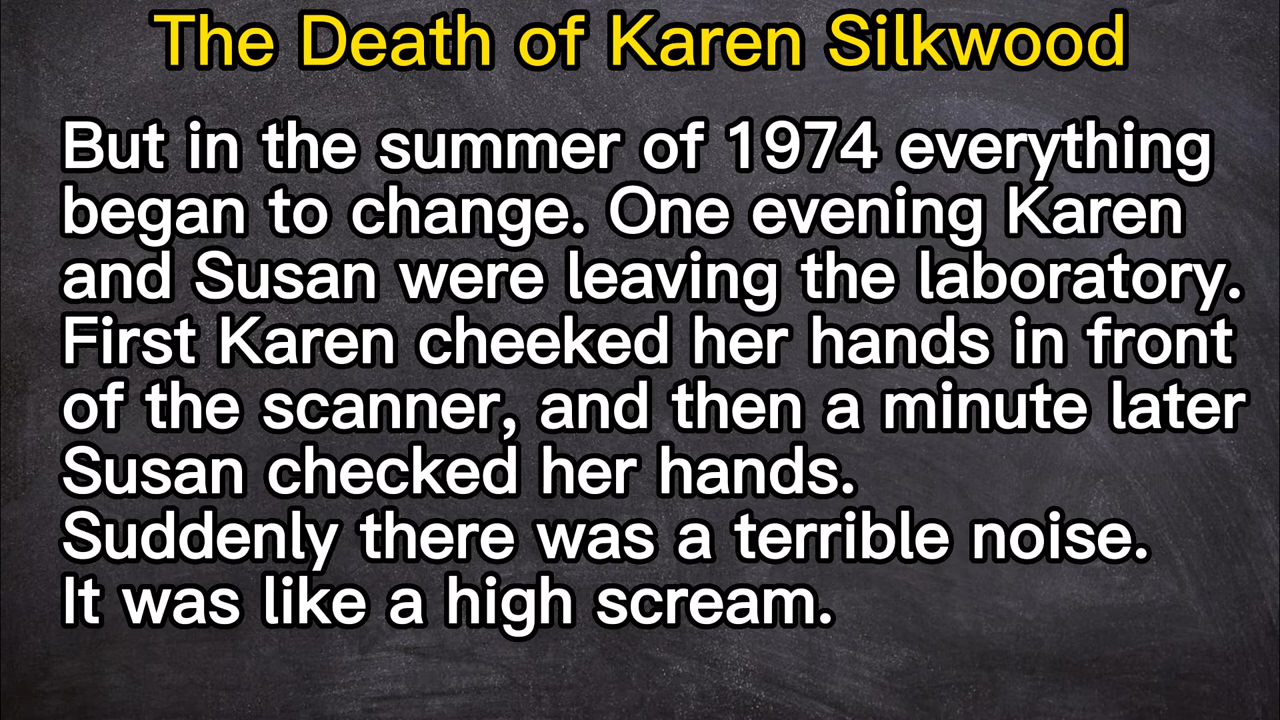 The Death of Karen Silkwood
But in the summer of 1974 everything
began to change. One evening Karen
and Susan were leaving the laboratory.
First Karen cheeked her hands in front
of the scanner, and then a minute later
Susan checked her hands.
Suddenly there was a terrible noise.
It was like a high scream.